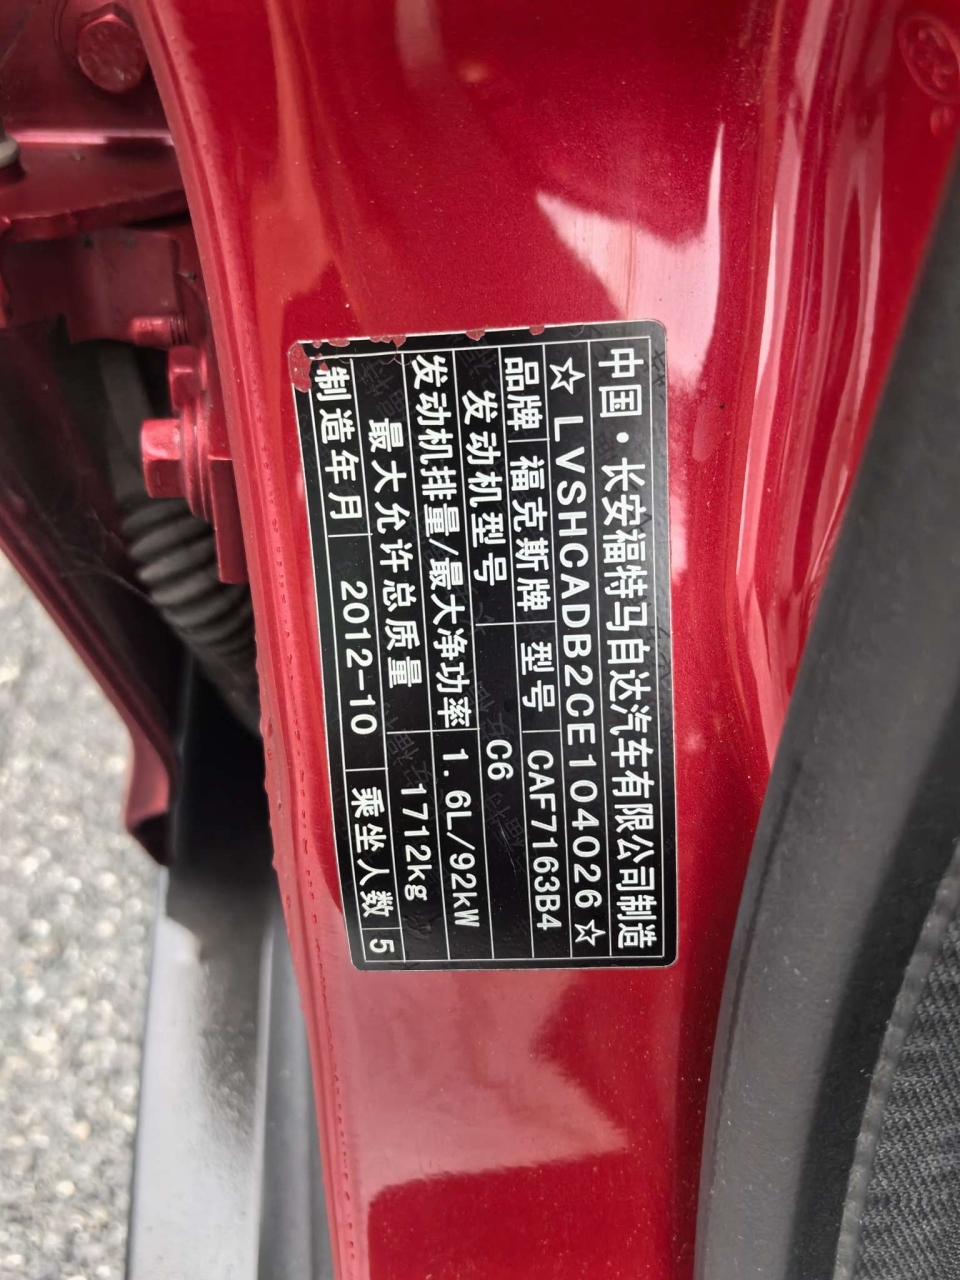 中国·长安福特马自达汽车有限公司制造
☆LVSHCADB2CE104026☆
品牌 福克斯牌 型号 CAF7163B4
发动机型号 C6
发动机排量/最大净功率 1.6L/92kW
最大允许总质量 1712kg
制造年月 2012-10 乘坐人数 5